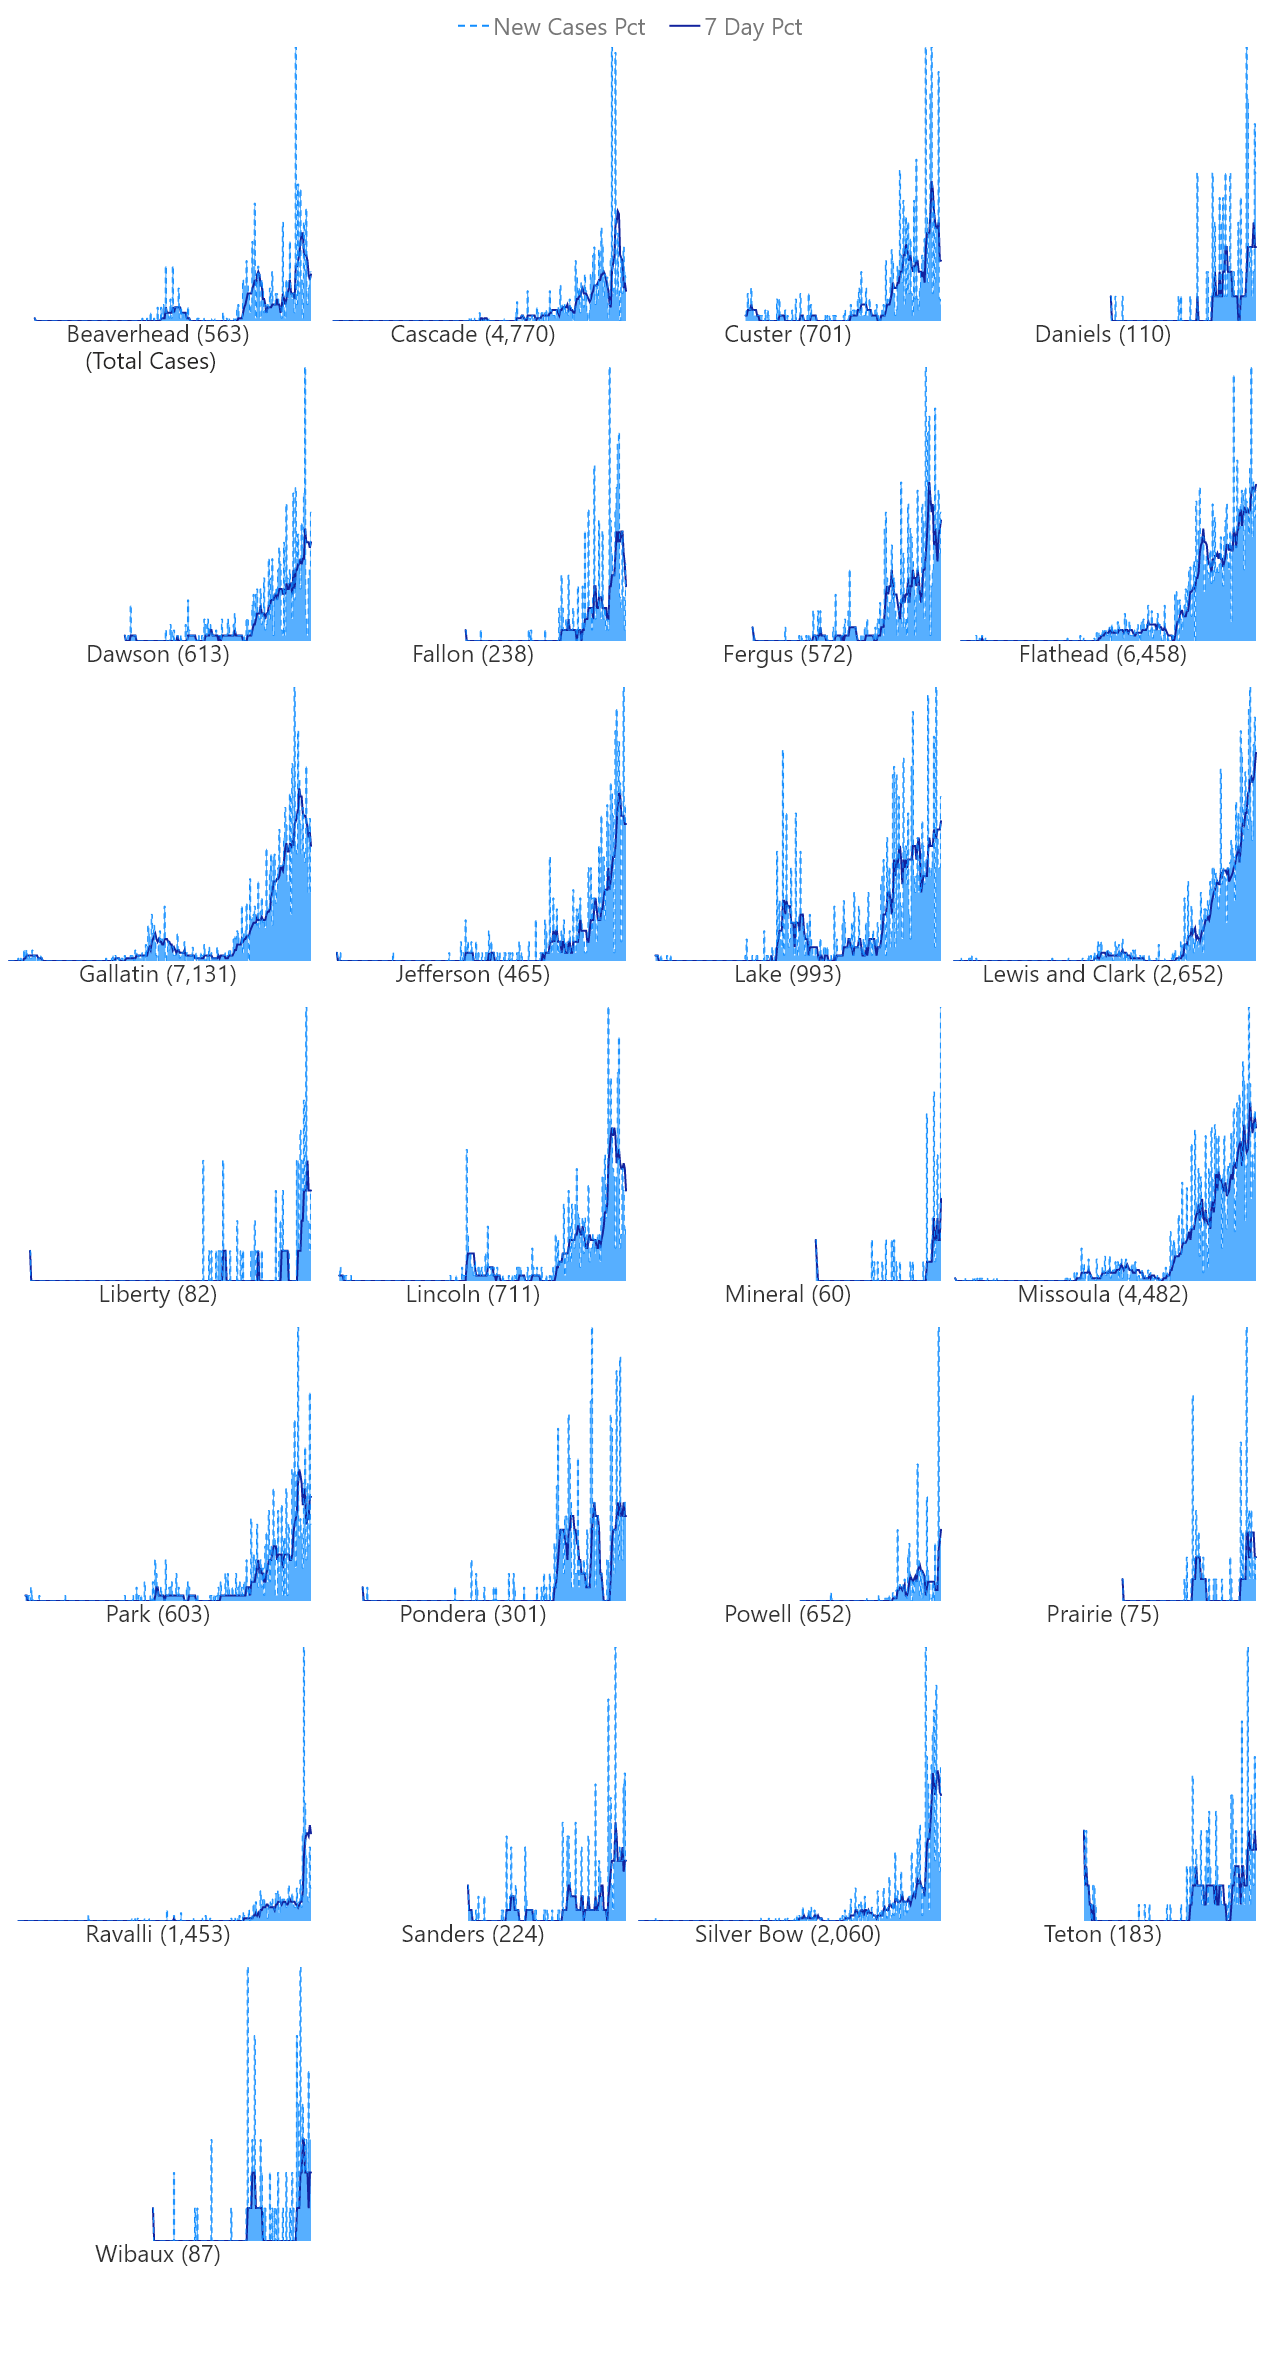 New Cases Pct 7 Day Pct
Beaverhead (563) Cascade (4,770) Custer (701) Daniels (110)
(Total Cases)
Dawson (613) Fallon (238) Fergus (572) Flathead (6,458)
Gallatin (7,131) Jefferson (465) Lake (993) Lewis and Clark (2,652)
Liberty (82) Lincoln (711) Mineral (60) Missoula (4,482)
Park (603) Pondera (301) Powell (652) Prairie (75)
Ravalli (1,453) Sanders (224) Silver Bow (2,060) Teton (183)
Wibaux (87)